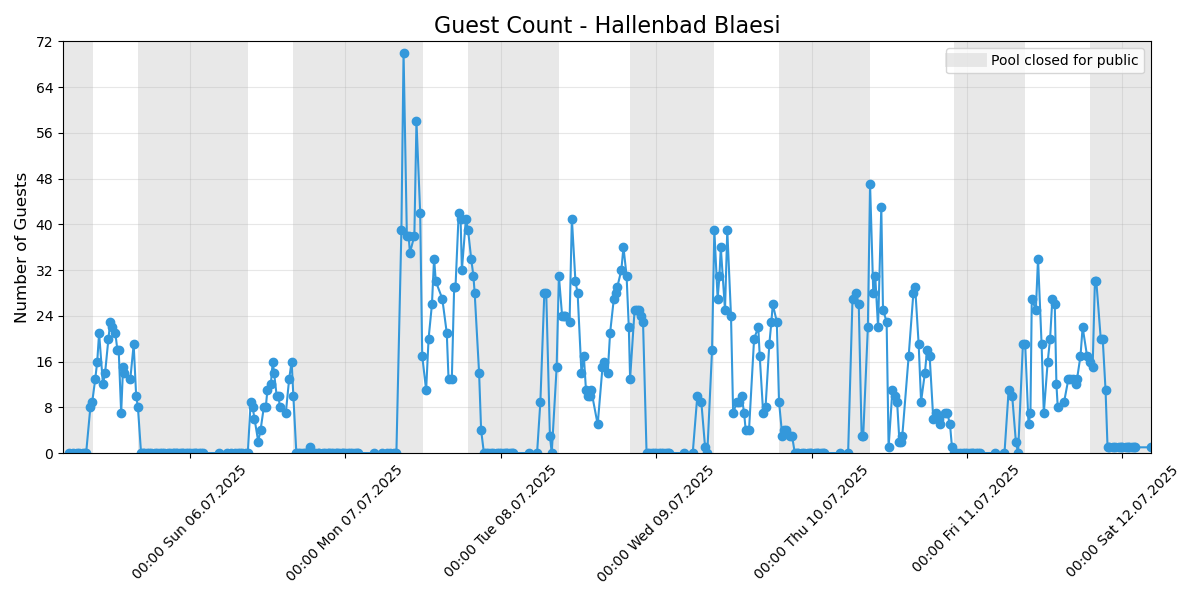 Guest Count - Hallenbad Blaesi
Pool closed for public
Number of Guests
72
64
56
48
40
32
24
16
8
0
00:00 Sun 06.07.2025
00:00 Mon 07.07.2025
00:00 Tue 08.07.2025
00:00 Wed 09.07.2025
00:00 Thu 10.07.2025
00:00 Fri 11.07.2025
00:00 Sat 12.07.2025